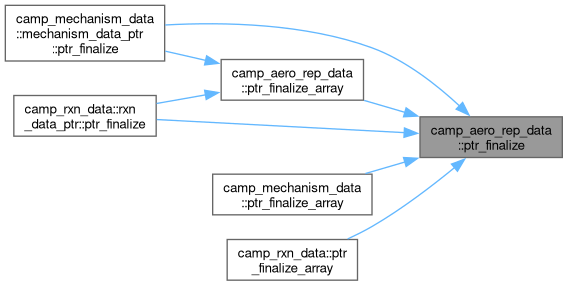 camp_mechanism_data
::mechanism_data_ptr
::ptr_finalize
camp_aero_rep_data
::ptr_finalize_array
camp_rxn_data::rxn
_data_ptr::ptr_finalize
camp_aero_rep_data
::ptr_finalize
camp_mechanism_data
::ptr_finalize_array
camp_rxn_data::ptr
_finalize_array